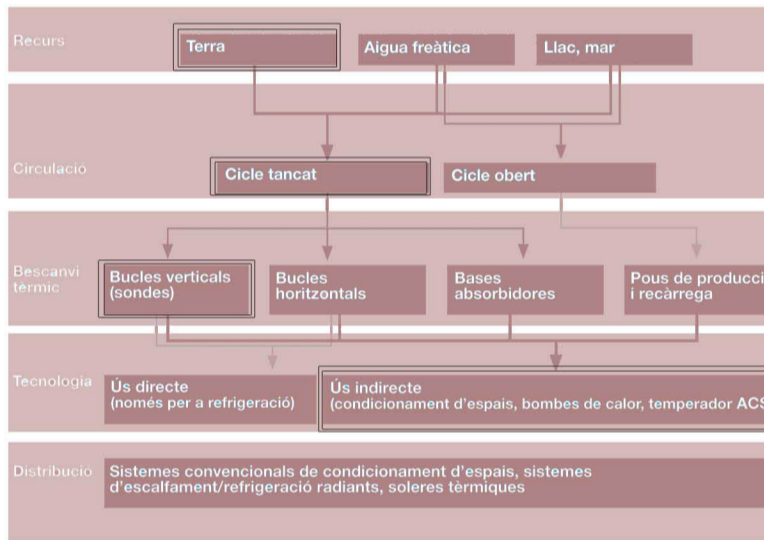 Recurs
Terra
Aigua freàtica
Llac, mar
Circulació
Cicle tancat
Cicle obert
Bescanvi
tèrmic
Bucles verticals
(sondes)
Bucles
horitzontals
Bases
absorbidores
Pous de producci
i recàrrega
Tecnologia
Ús directe
(només per a refrigeració)
Ús indirecte
(condicionament d'espais, bombes de calor, temperador ACS
Distribució
Sistemes convencionals de condicionament d'espais, sistemes
d'escalfament/refrigeració radiants, soleres tèrmiques